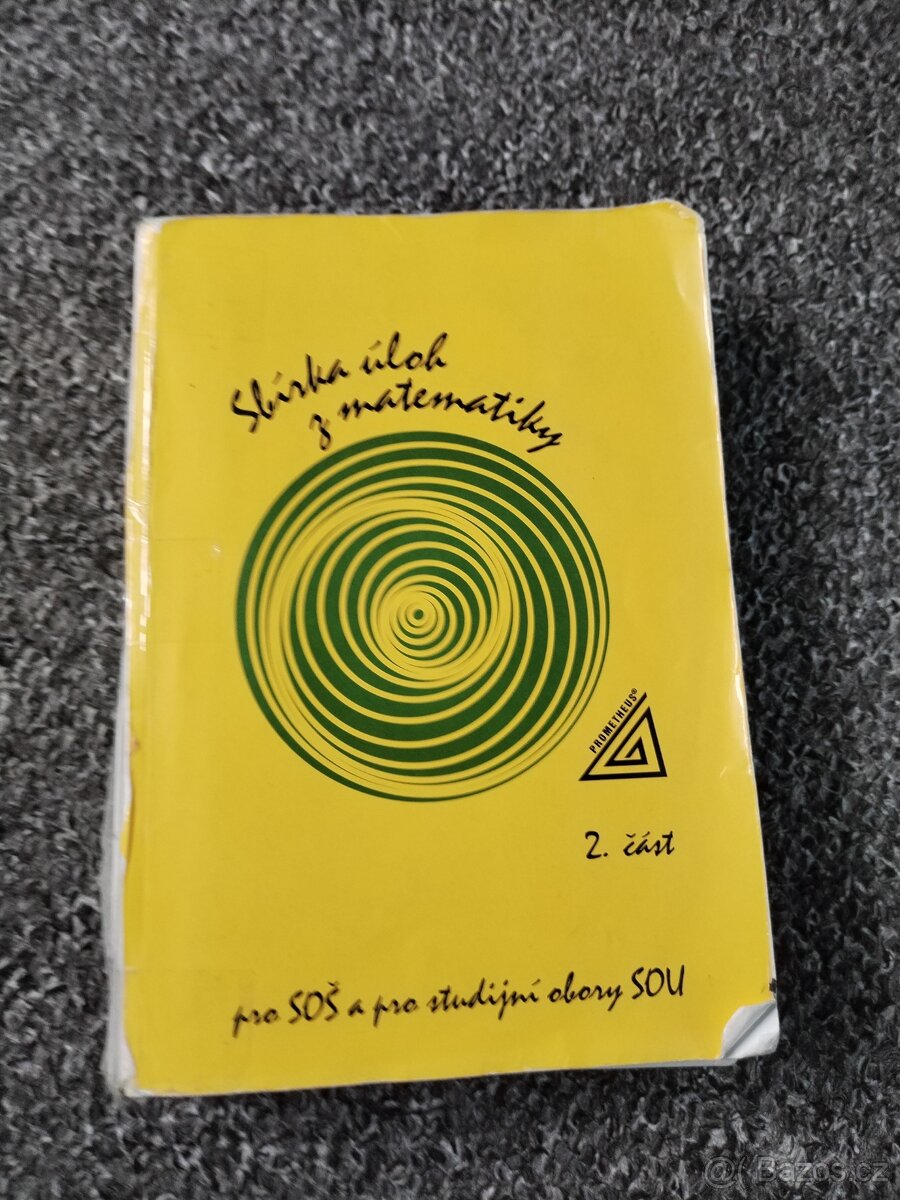 Sbírka úloh
z matematiky
PROMETHEUS®
2. část
pro SOŠ a pro studijní obory SOU
@ Bazos.cz